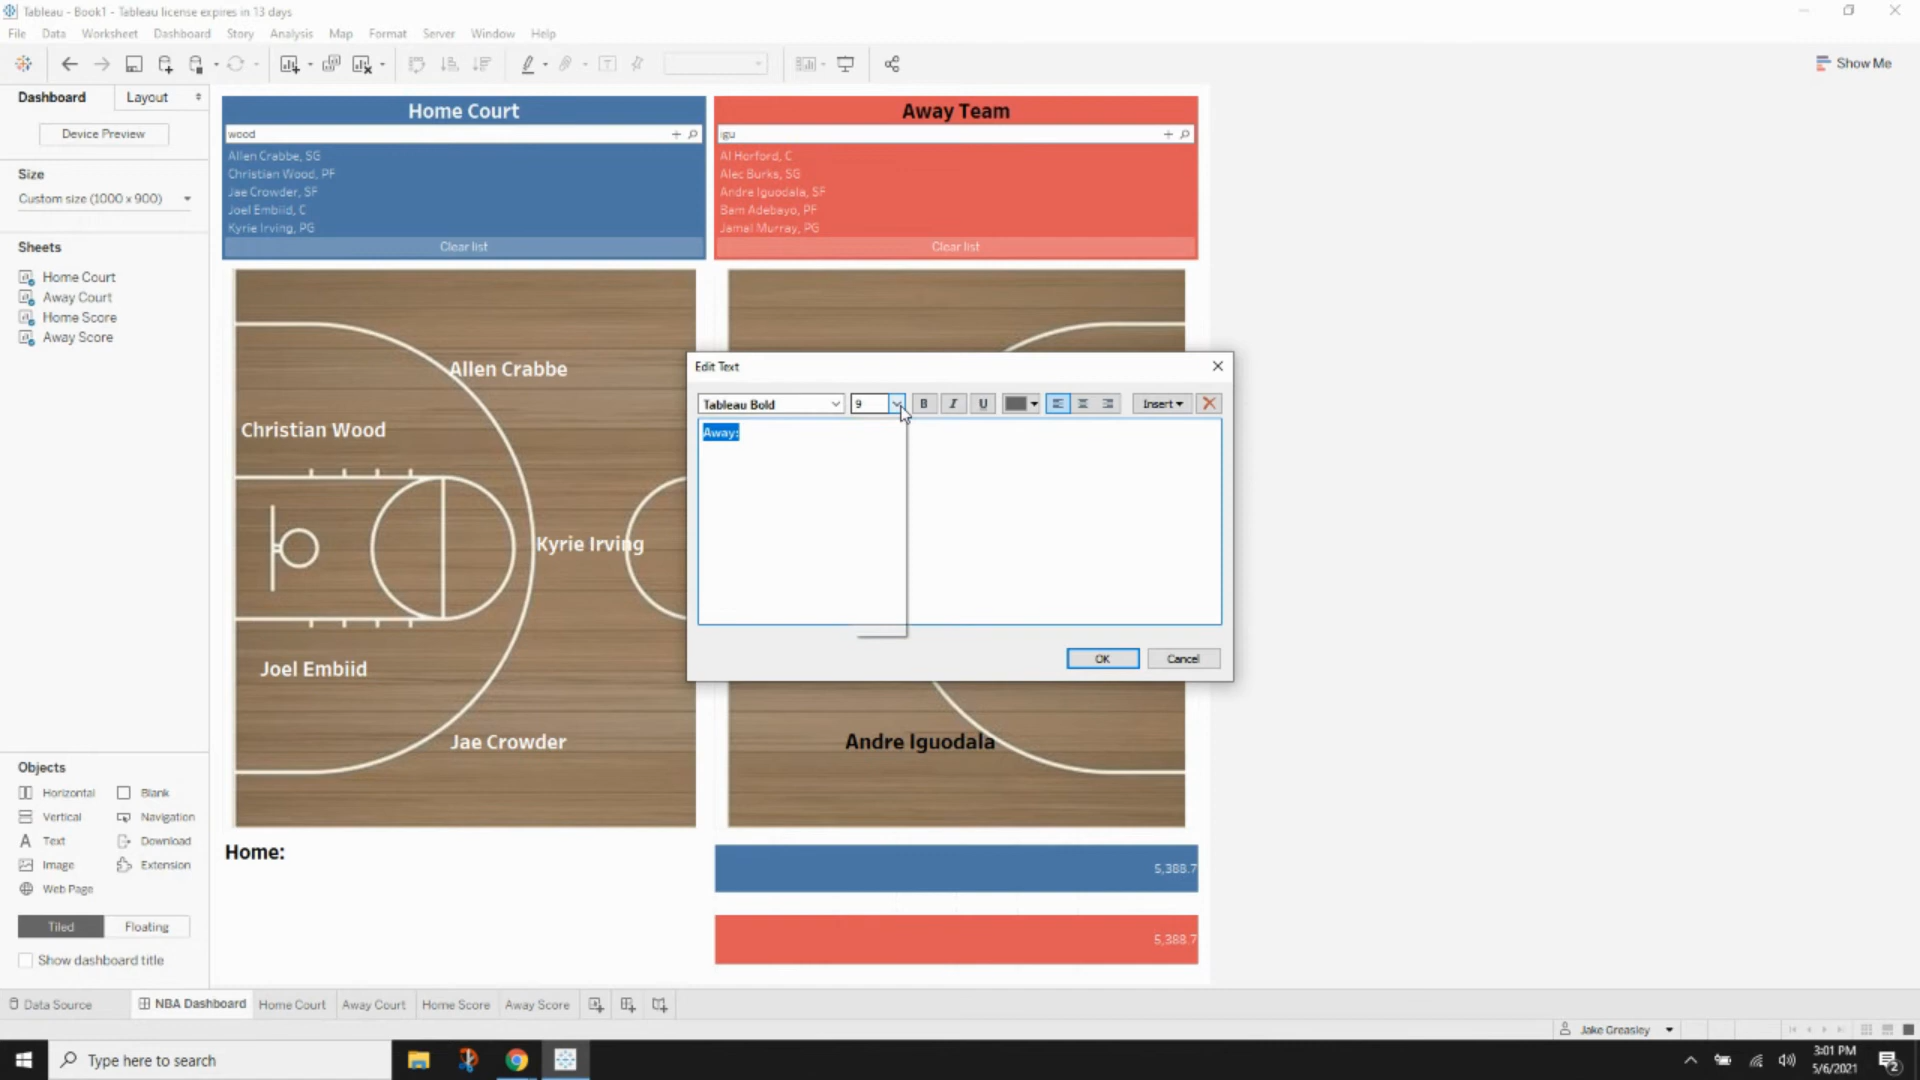 Tableau - Book1 - Tableau license expires in 13 days
File Data Worksheet Dashboard Story Analysis Map Format Server Window Help
Show Me
Dashboard Layout
Device Preview
Size
Custom size (1000 x 900)
Sheets
Home Court
Away Court
Home Score
Away Score
Home Court
wood
Allen Crabbe, SG
Christian Wood, PF
Jae Crowder, SF
Joel Embiid, C
Kyrie Irving, PG
Clear list
Away Team
igu
Al Horford, C
Alec Burks, SG
Andre Iguodala, SF
Bam Adebayo, PF
Jamal Murray, PG
Clear list
Allen Crabbe
Christian Wood
Kyrie Irving
Joel Embiid
Jae Crowder
Edit Text
Tableau Bold 9 B I U Insert
Away:
OK Cancel
Andre Iguodala
Home:
5,388.7
5,388.7
Objects
Horizontal Blank
Vertical Navigation
A Text Download
Image Extension
Web Page
Tiled Floating
Show dashboard title
Data Source NBA Dashboard Home Court Away Court Home Score Away Score
Jake Greasley
Type here to search
3:01 PM
5/6/2021
2